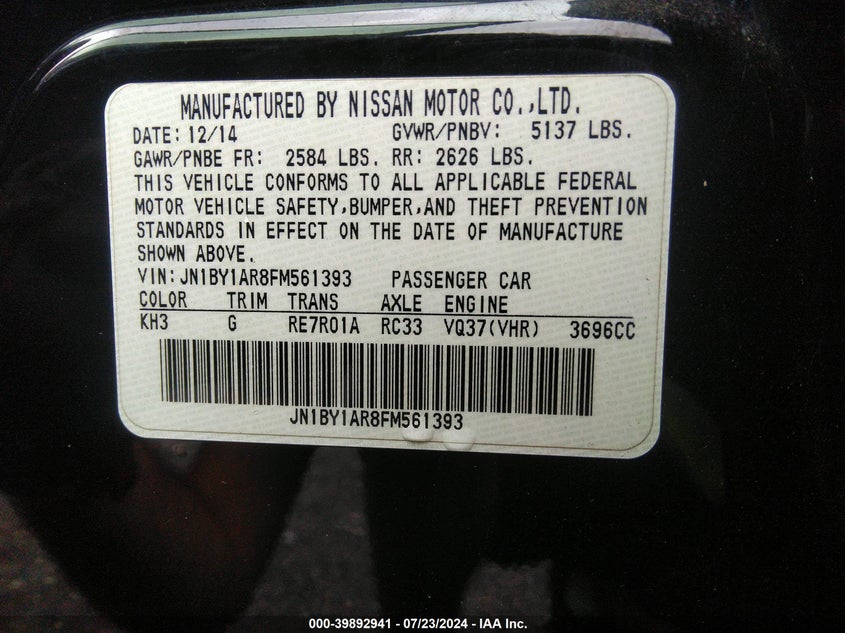 MANUFACTURED BY NISSAN MOTOR CO.,LTD.
DATE: 12/14 GVWR/PNBV: 5137 LBS.
GAWR/PNBE FR: 2584 LBS. RR: 2626 LBS.
THIS VEHICLE CONFORMS TO ALL APPLICABLE FEDERAL
MOTOR VEHICLE SAFETY,BUMPER,AND THEFT PREVENTION
STANDARDS IN EFFECT ON THE DATE OF MANUFACTURE
SHOWN ABOVE.
VIN:JN1BY1AR8FM561393 PASSENGER CAR
COLOR TRIM TRANS AXLE ENGINE
KH3 G RE7R01A RC33 VQ37(VHR) 3696CC
JN1BY1AR8FM561393
000-39892941 - 07/23/2024 - IAA Inc.